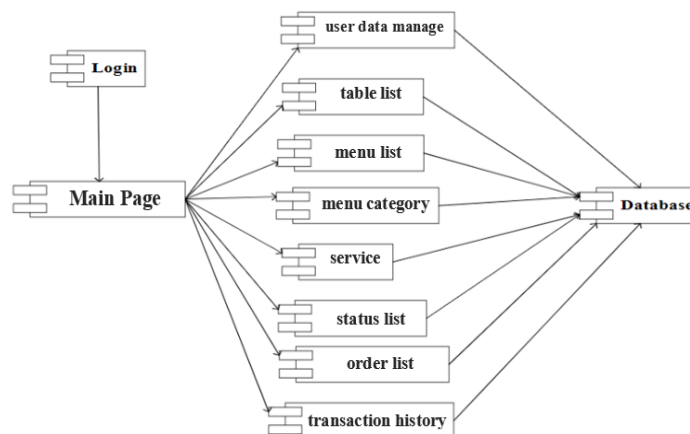 user data manage
Login
table list
menu list
Main Page
menu category
Database
service
status list
order list
transaction history